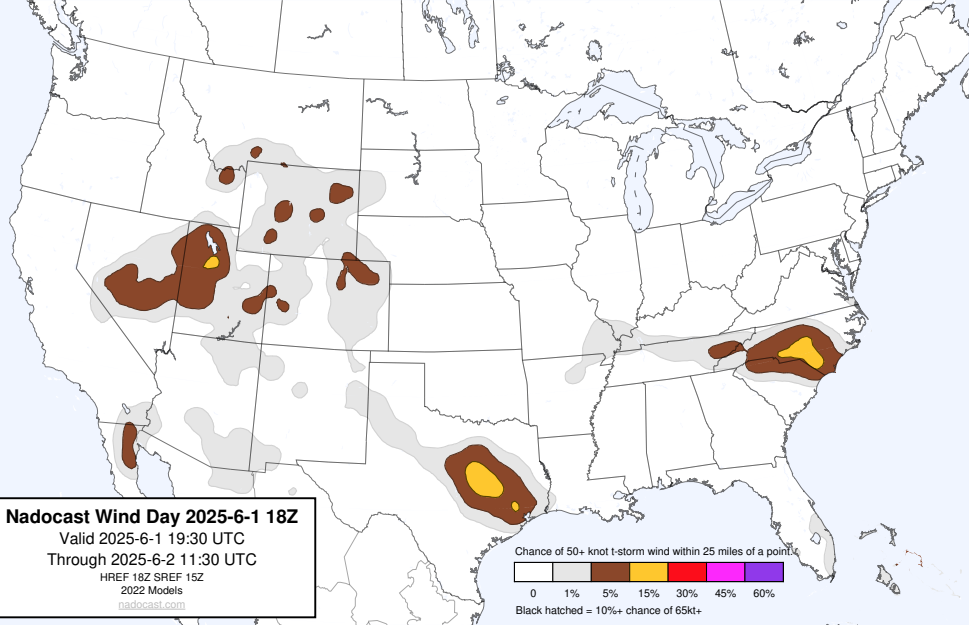 Nadocast Wind Day 2025-6-1 18Z
Valid 2025-6-1 19:30 UTC
Through 2025-6-2 11:30 UTC
HREF 18Z SREF 15Z
2022 Models
nadocast.com
Chance of 50+ knot t-storm wind within 25 miles of a point.
0 1% 5% 15% 30% 45% 60%
Black hatched = 10%+ chance of 65kt+